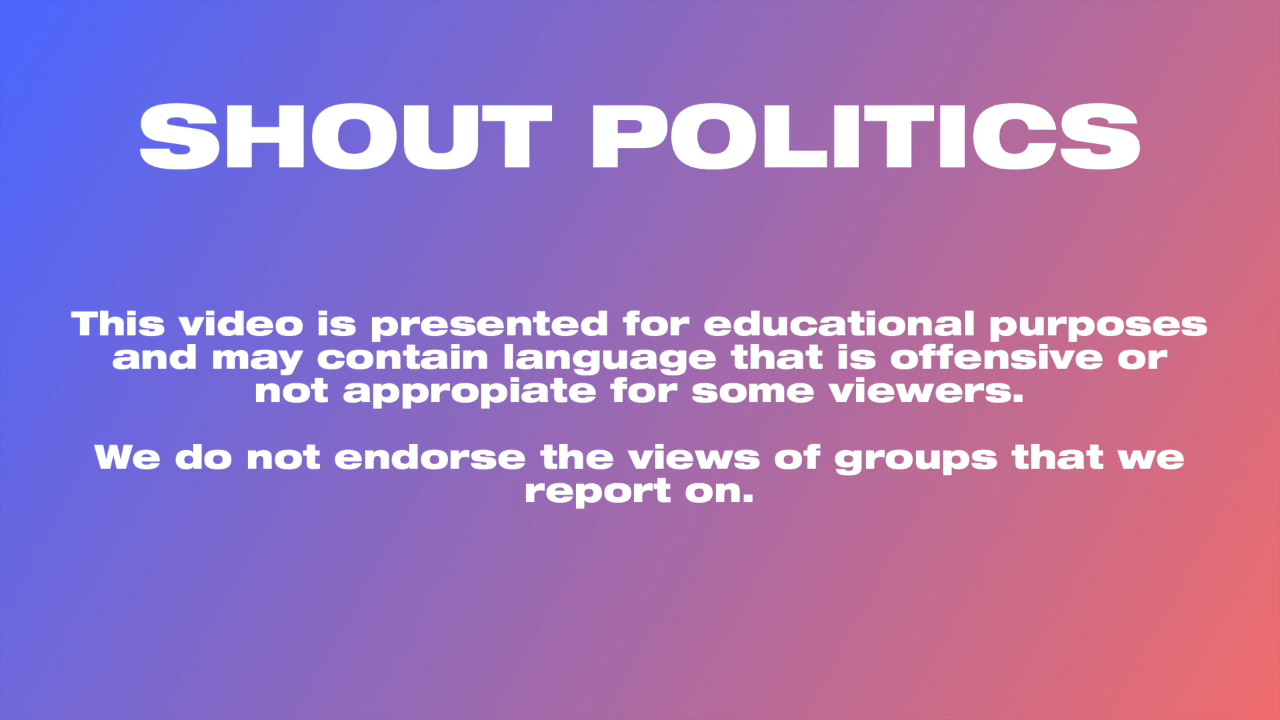 SHOUT POLITICS
This video is presented for educational purposes
and may contain language that is offensive or
not appropiate for some viewers.
We do not endorse the views of groups that we
report on.